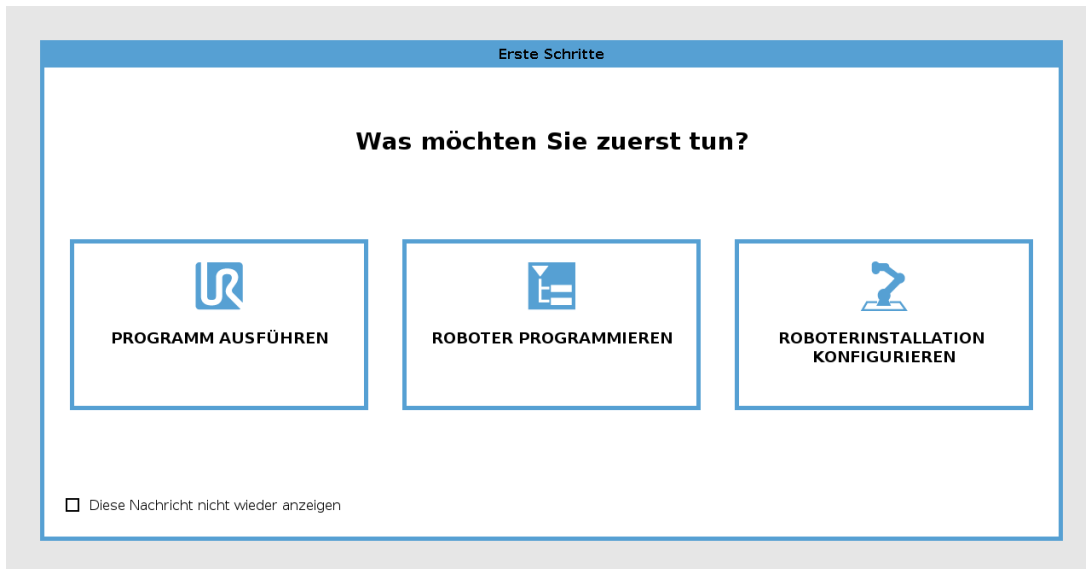 Erste Schritte
Was möchten Sie zuerst tun?
PROGRAMM AUSFÜHREN
ROBOTER PROGRAMMIEREN
ROBOTERINSTALLATION
KONFIGURIEREN
Diese Nachricht nicht wieder anzeigen